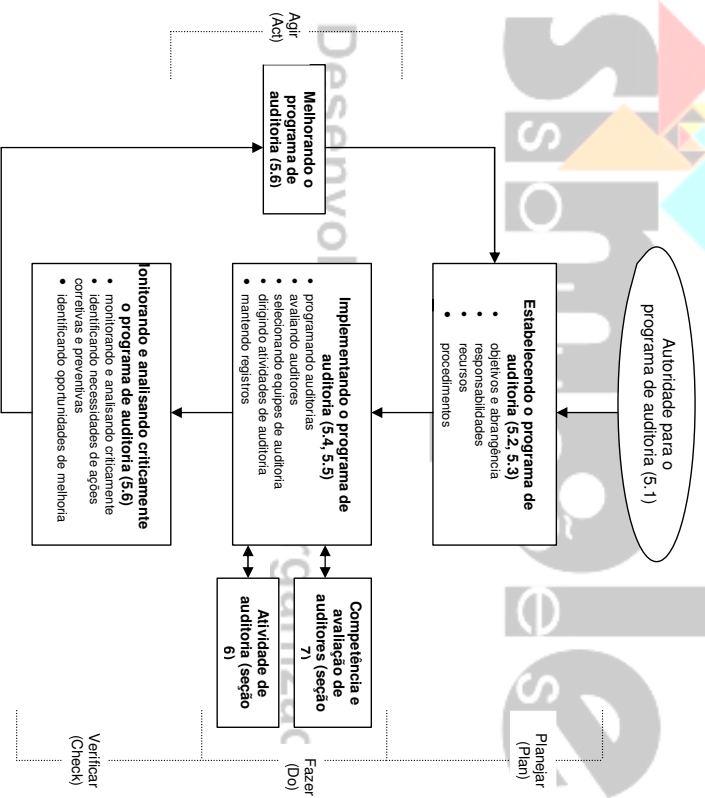 Autoridade para o
programa de auditoria (5.1)
Planejar
(Plan)
Estabelecendo o programa de
auditoria (5.2, 5.3)
• objetivos e abrangência
• responsabilidades
• recursos
• procedimentos
Implementando o programa de
auditoria (5.4, 5.5)
• programando auditorias
• avaliando auditores
• selecionando equipes de auditoria
• dirigindo atividades de auditoria
• mantendo registros
Competência e
avaliação de
auditores (seção
7)
Atividade de
auditoria (seção
6)
Fazer
(Do)
Melhorando o
programa de
auditoria (5.6)
Agir
(Act)
onitorando e analisando criticamente
o programa de auditoria (5.6)
• monitorando e analisando criticamente
• identificando necessidades de ações
corretivas e preventivas
• identificando oportunidades de melhoria
Verificar
(Check)